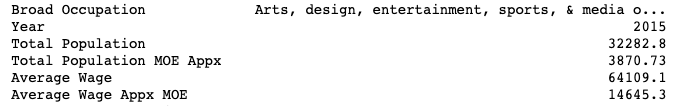 Broad Occupation Arts, design, entertainment, sports, & media o...
Year 2015
Total Population 32282.8
Total Population MOE Appx 3870.73
Average Wage 64109.1
Average Wage Appx MOE 14645.3